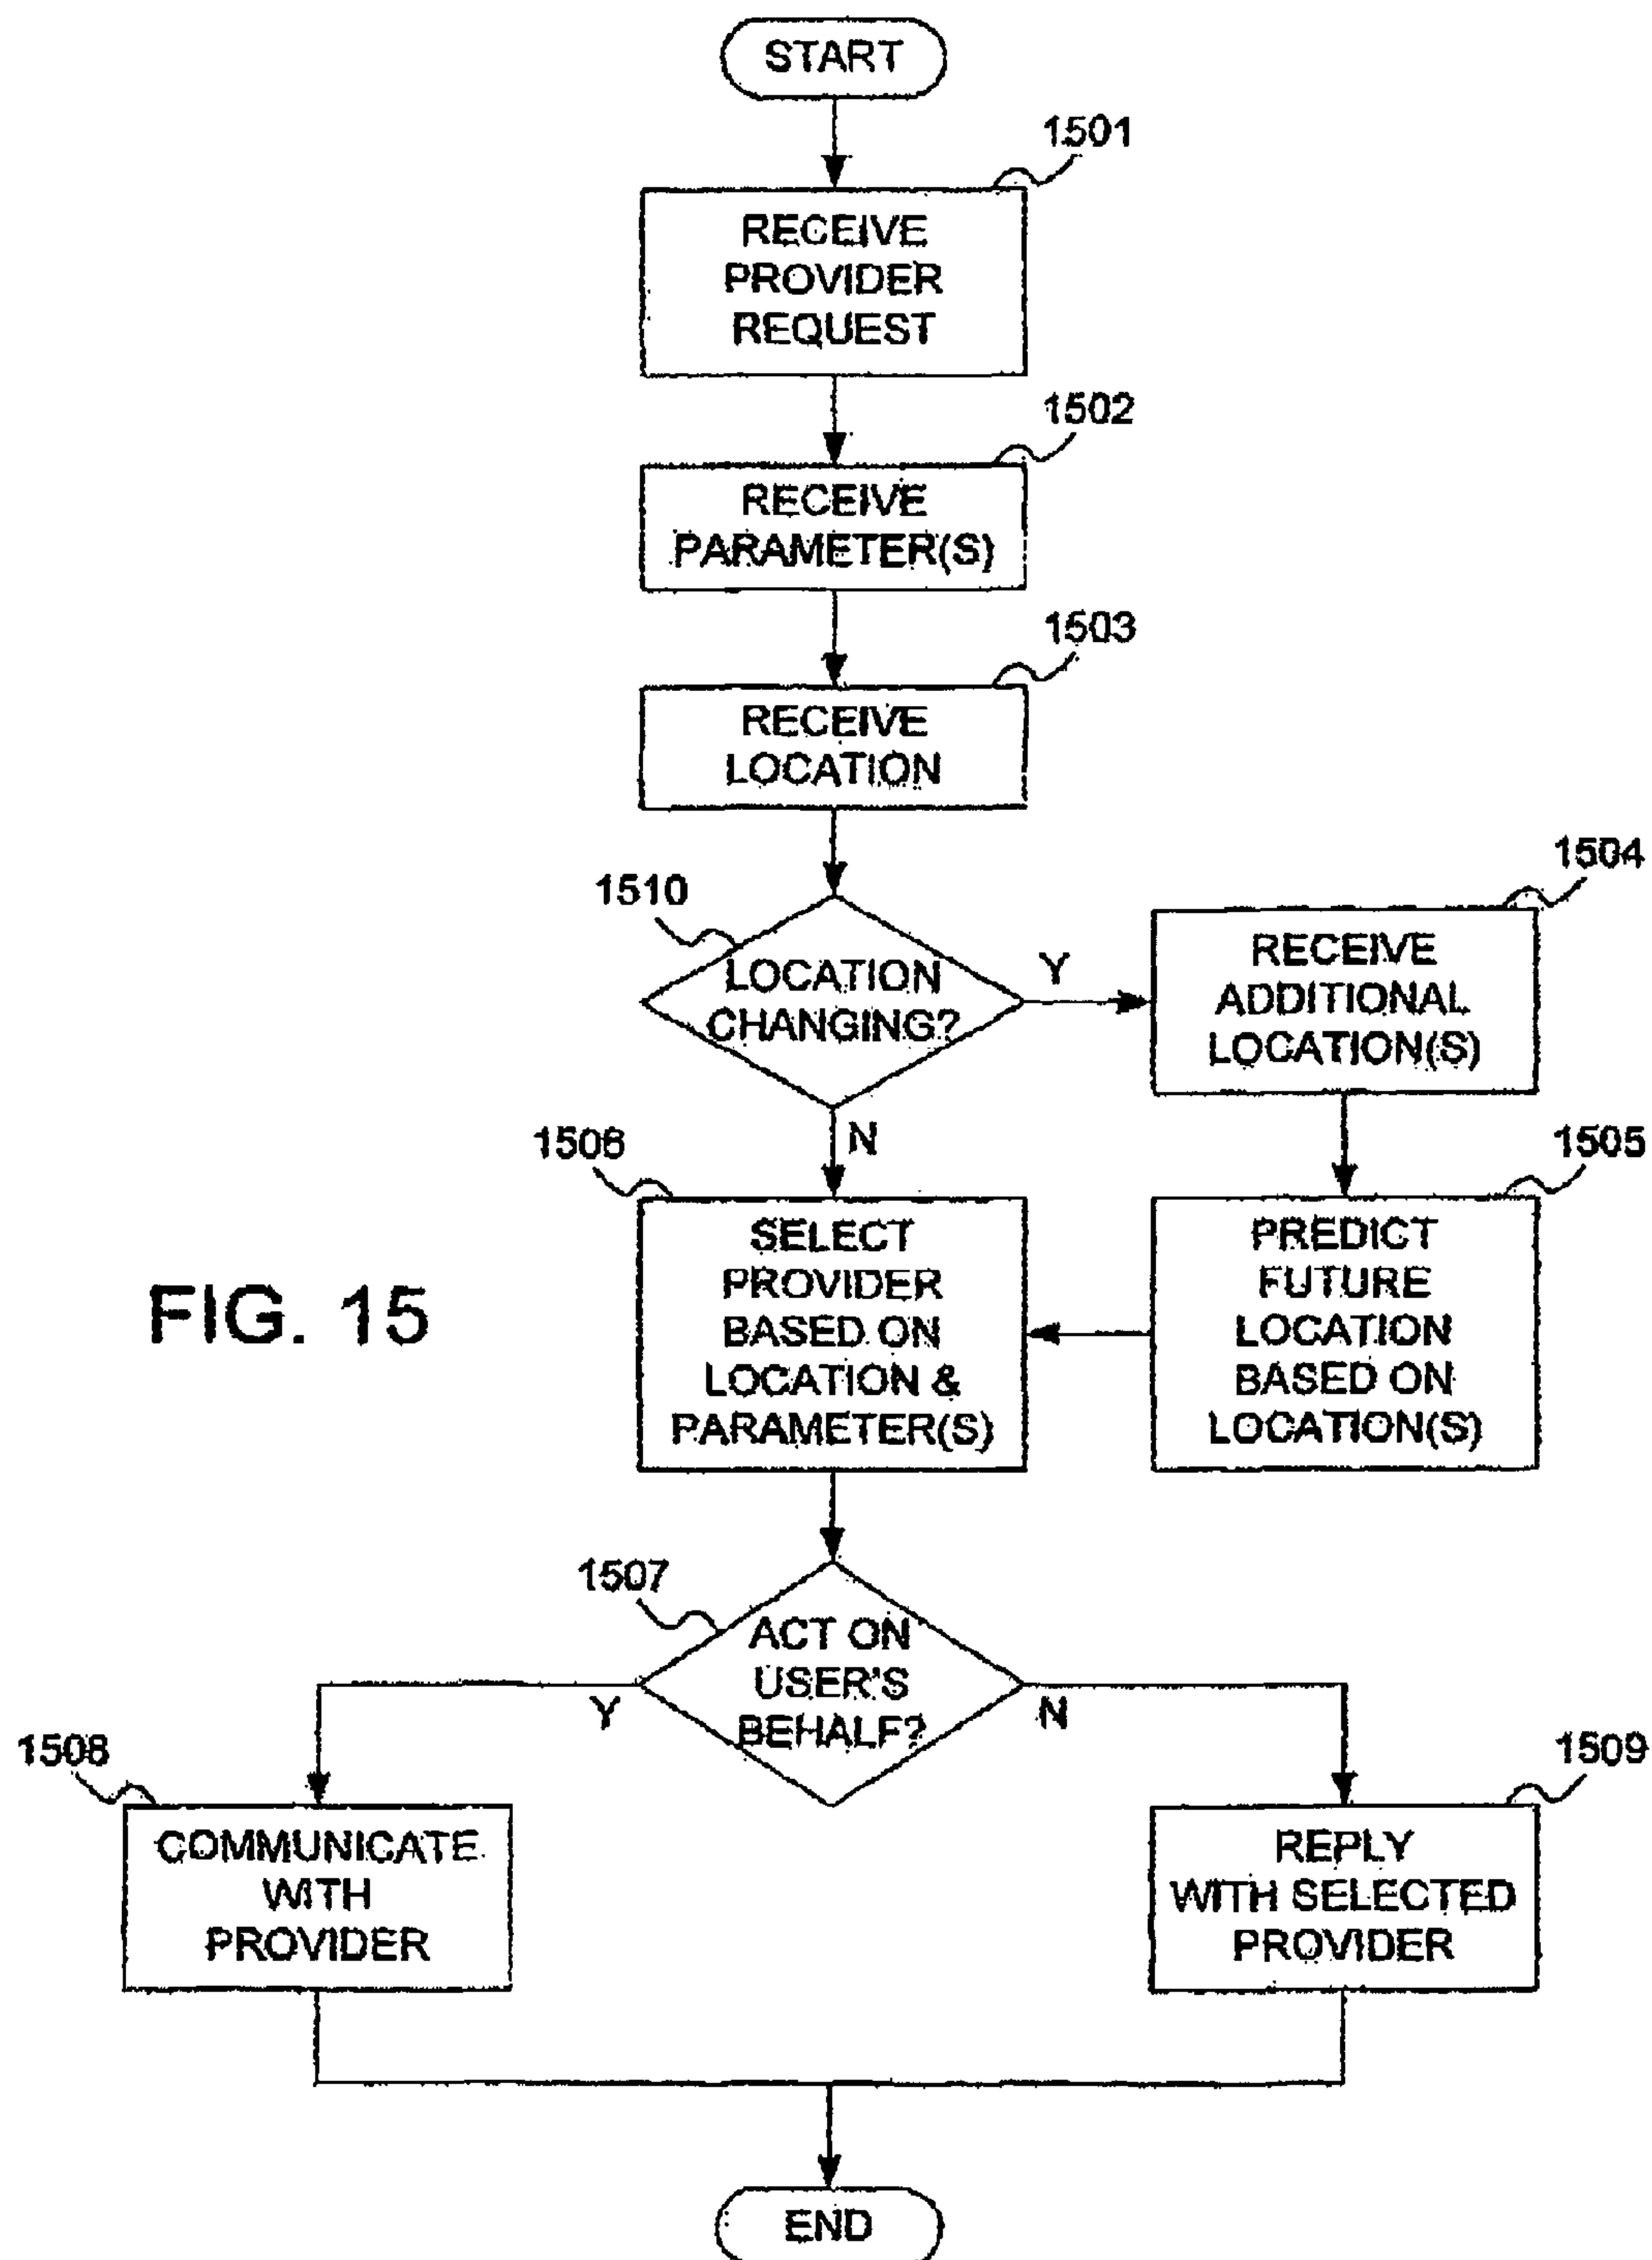 START
1501
RECEIVE
PROVIDER
REQUEST
1502
RECEIVE
PARAMETER(S)
1503
RECEIVE
LOCATION
1510
LOCATION
CHANGING?
Y
N
1504
RECEIVE
ADDITIONAL
LOCATION(S)
1505
PREDICT
FUTURE
LOCATION
BASED ON
LOCATION(S)
1506
SELECT
PROVIDER
BASED ON
LOCATION &
PARAMETER(S)
FIG. 15
1507
ACT ON
USER'S
BEHALF?
Y
N
1508
COMMUNICATE
WITH
PROVIDER
1509
REPLY
WITH SELECTED
PROVIDER
END